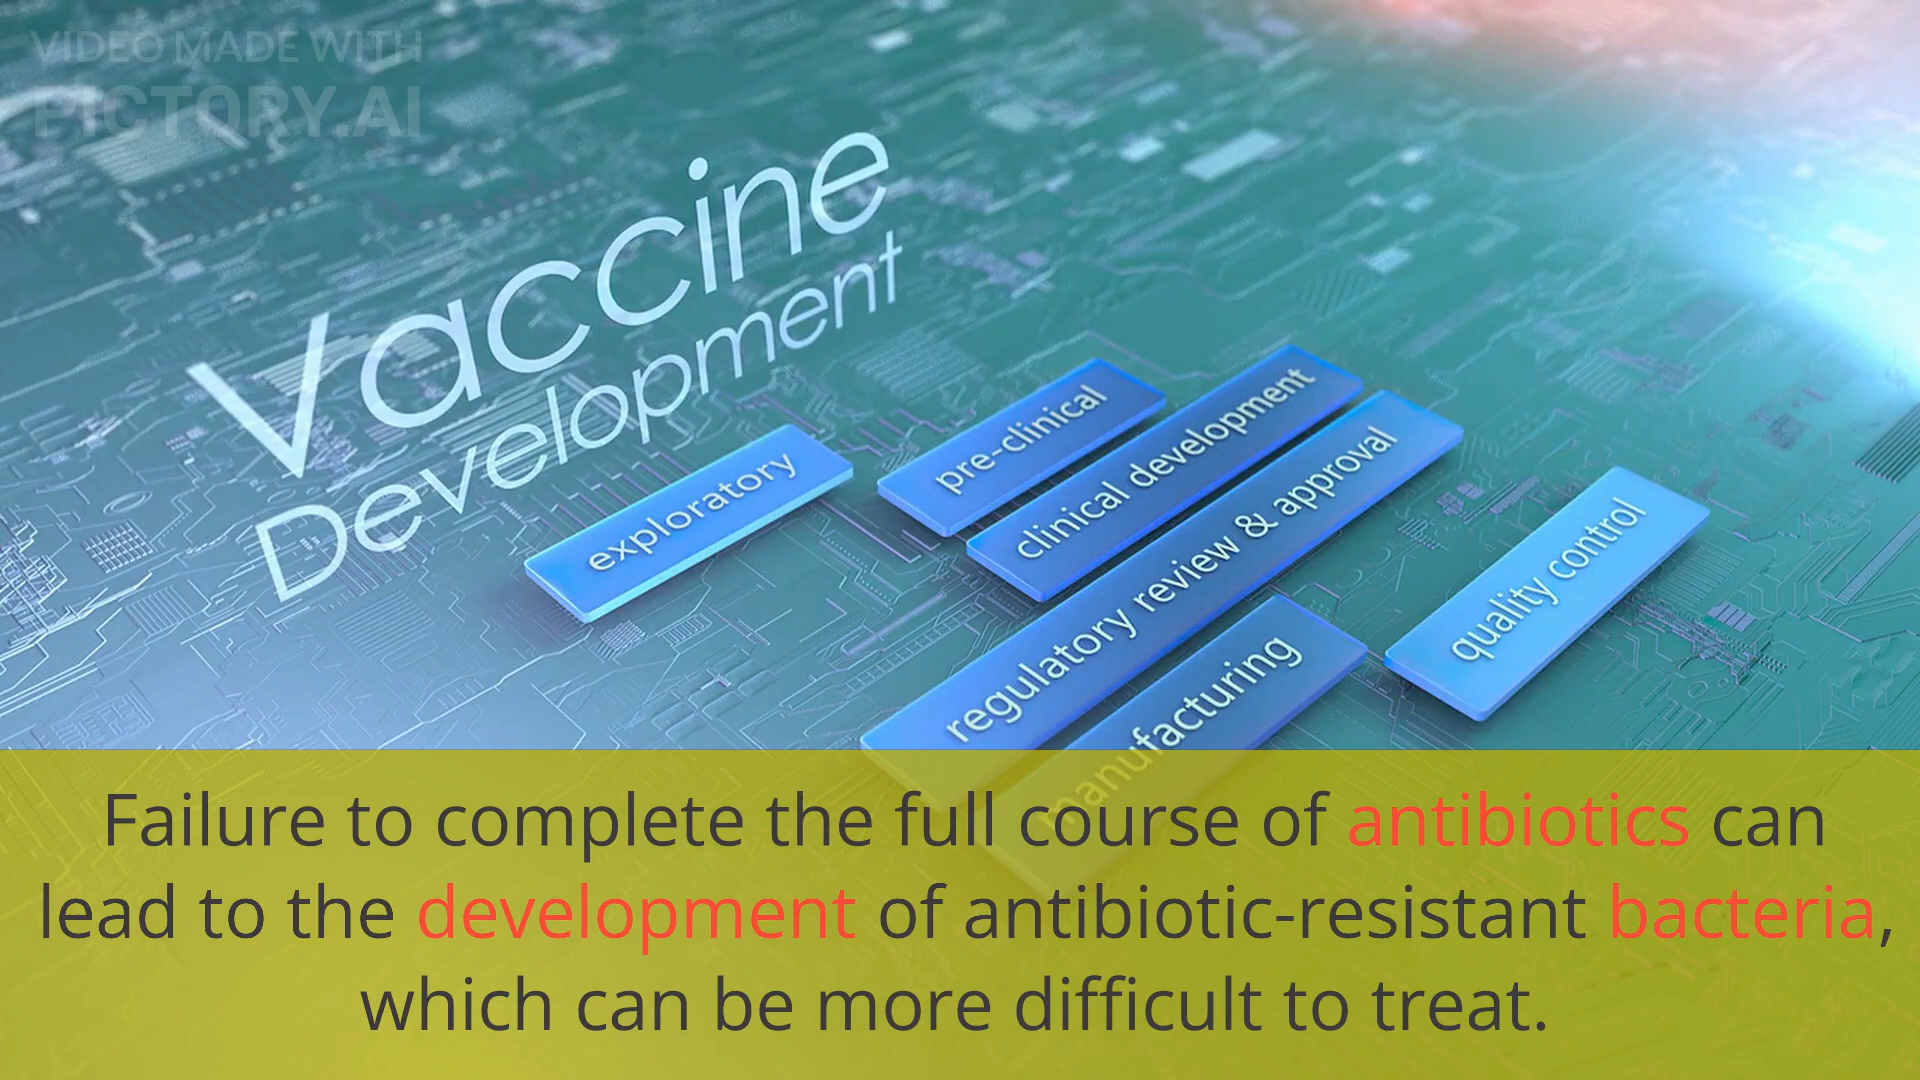 VIDEO MADE WITH
PICTORY.AI
Vaccine
Development
exploratory
pre-clinical
clinical development
regulatory review & approval
manufacturing
quality control
Failure to complete the full course of antibiotics can
lead to the development of antibiotic-resistant bacteria,
which can be more difficult to treat.